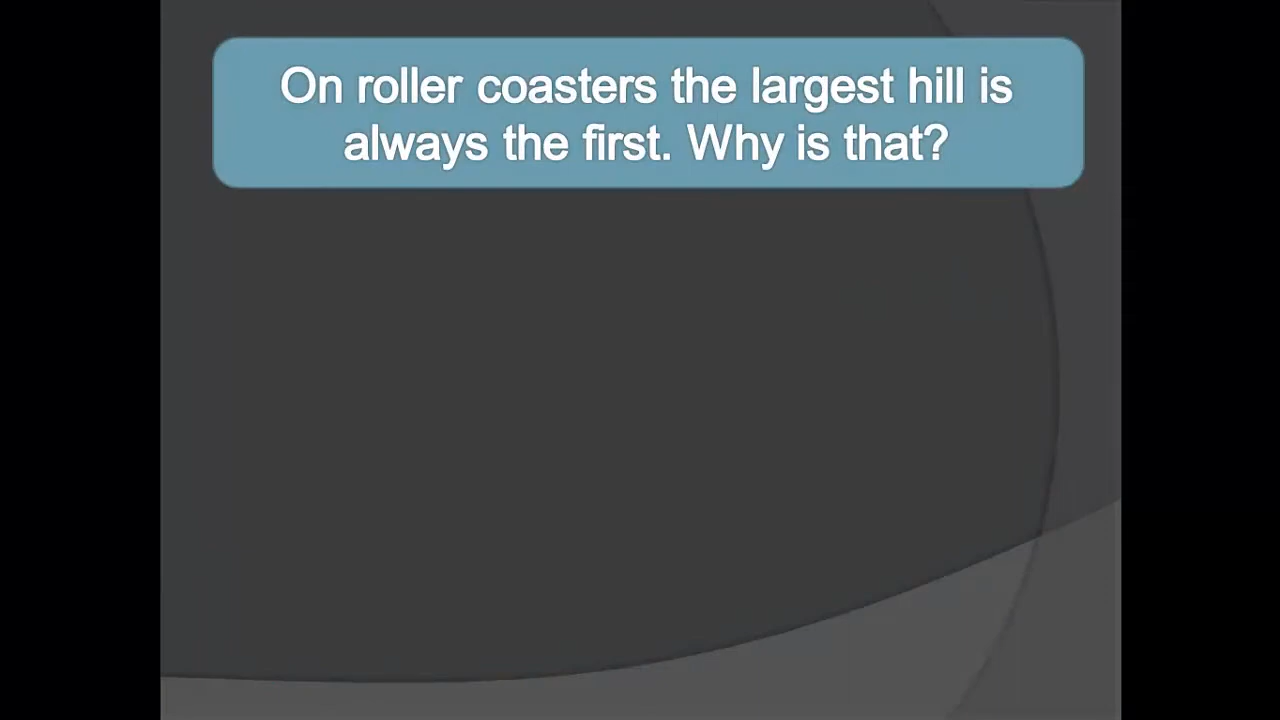 On roller coasters the largest hill is
always the first. Why is that?